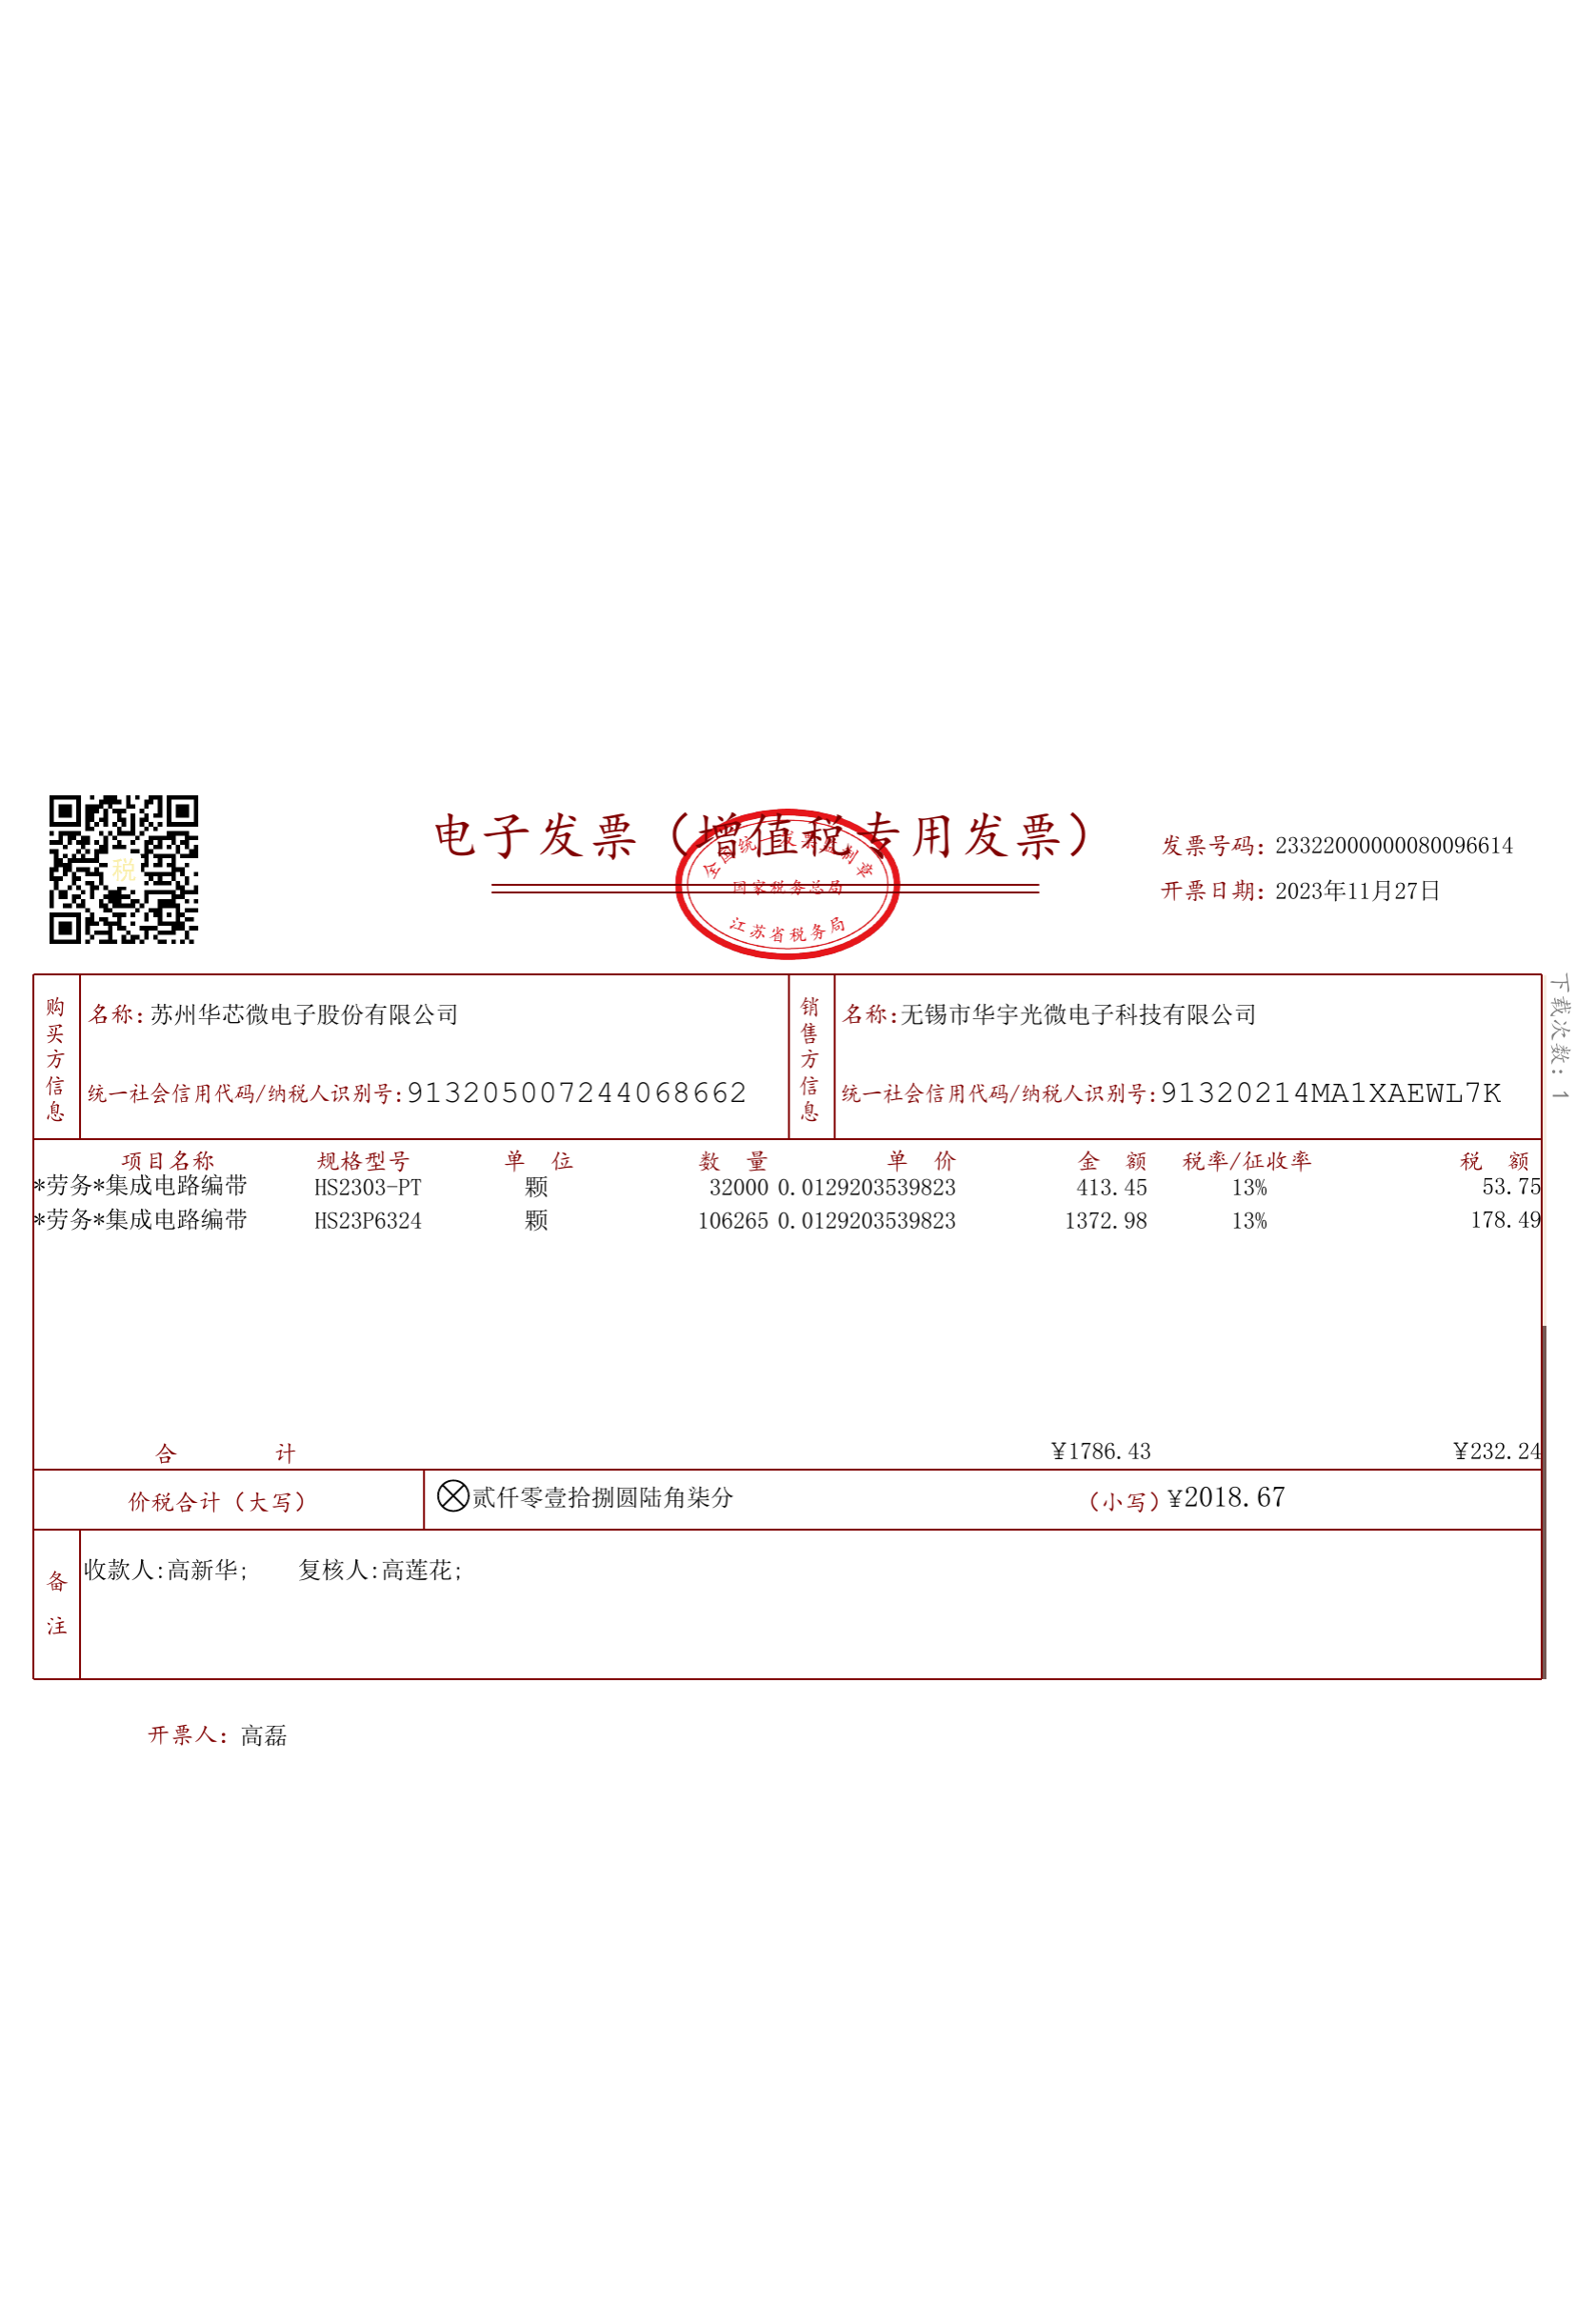 税
电子发票（增值税专用发票）
全国统一发票监制章
国家税务总局
江苏省税务局
发票号码：23322000000080096614
开票日期：2023年11月27日
下载次数：1
购买方信息
名称：苏州华芯微电子股份有限公司
统一社会信用代码/纳税人识别号：913205007244068662
销售方信息
名称：无锡市华宇光微电子科技有限公司
统一社会信用代码/纳税人识别号：91320214MA1XAEWL7K
项目名称 规格型号 单 位 数 量 单 价 金 额 税率/征收率 税 额
*劳务*集成电路编带 HS2303-PT 颗 32000 0.0129203539823 413.45 13% 53.75
*劳务*集成电路编带 HS23P6324 颗 106265 0.0129203539823 1372.98 13% 178.49
合 计 ¥1786.43 ¥232.24
价税合计（大写） ⊗贰仟零壹拾捌圆陆角柒分 （小写）¥2018.67
备注
收款人:高新华; 复核人:高莲花;
开票人：高磊